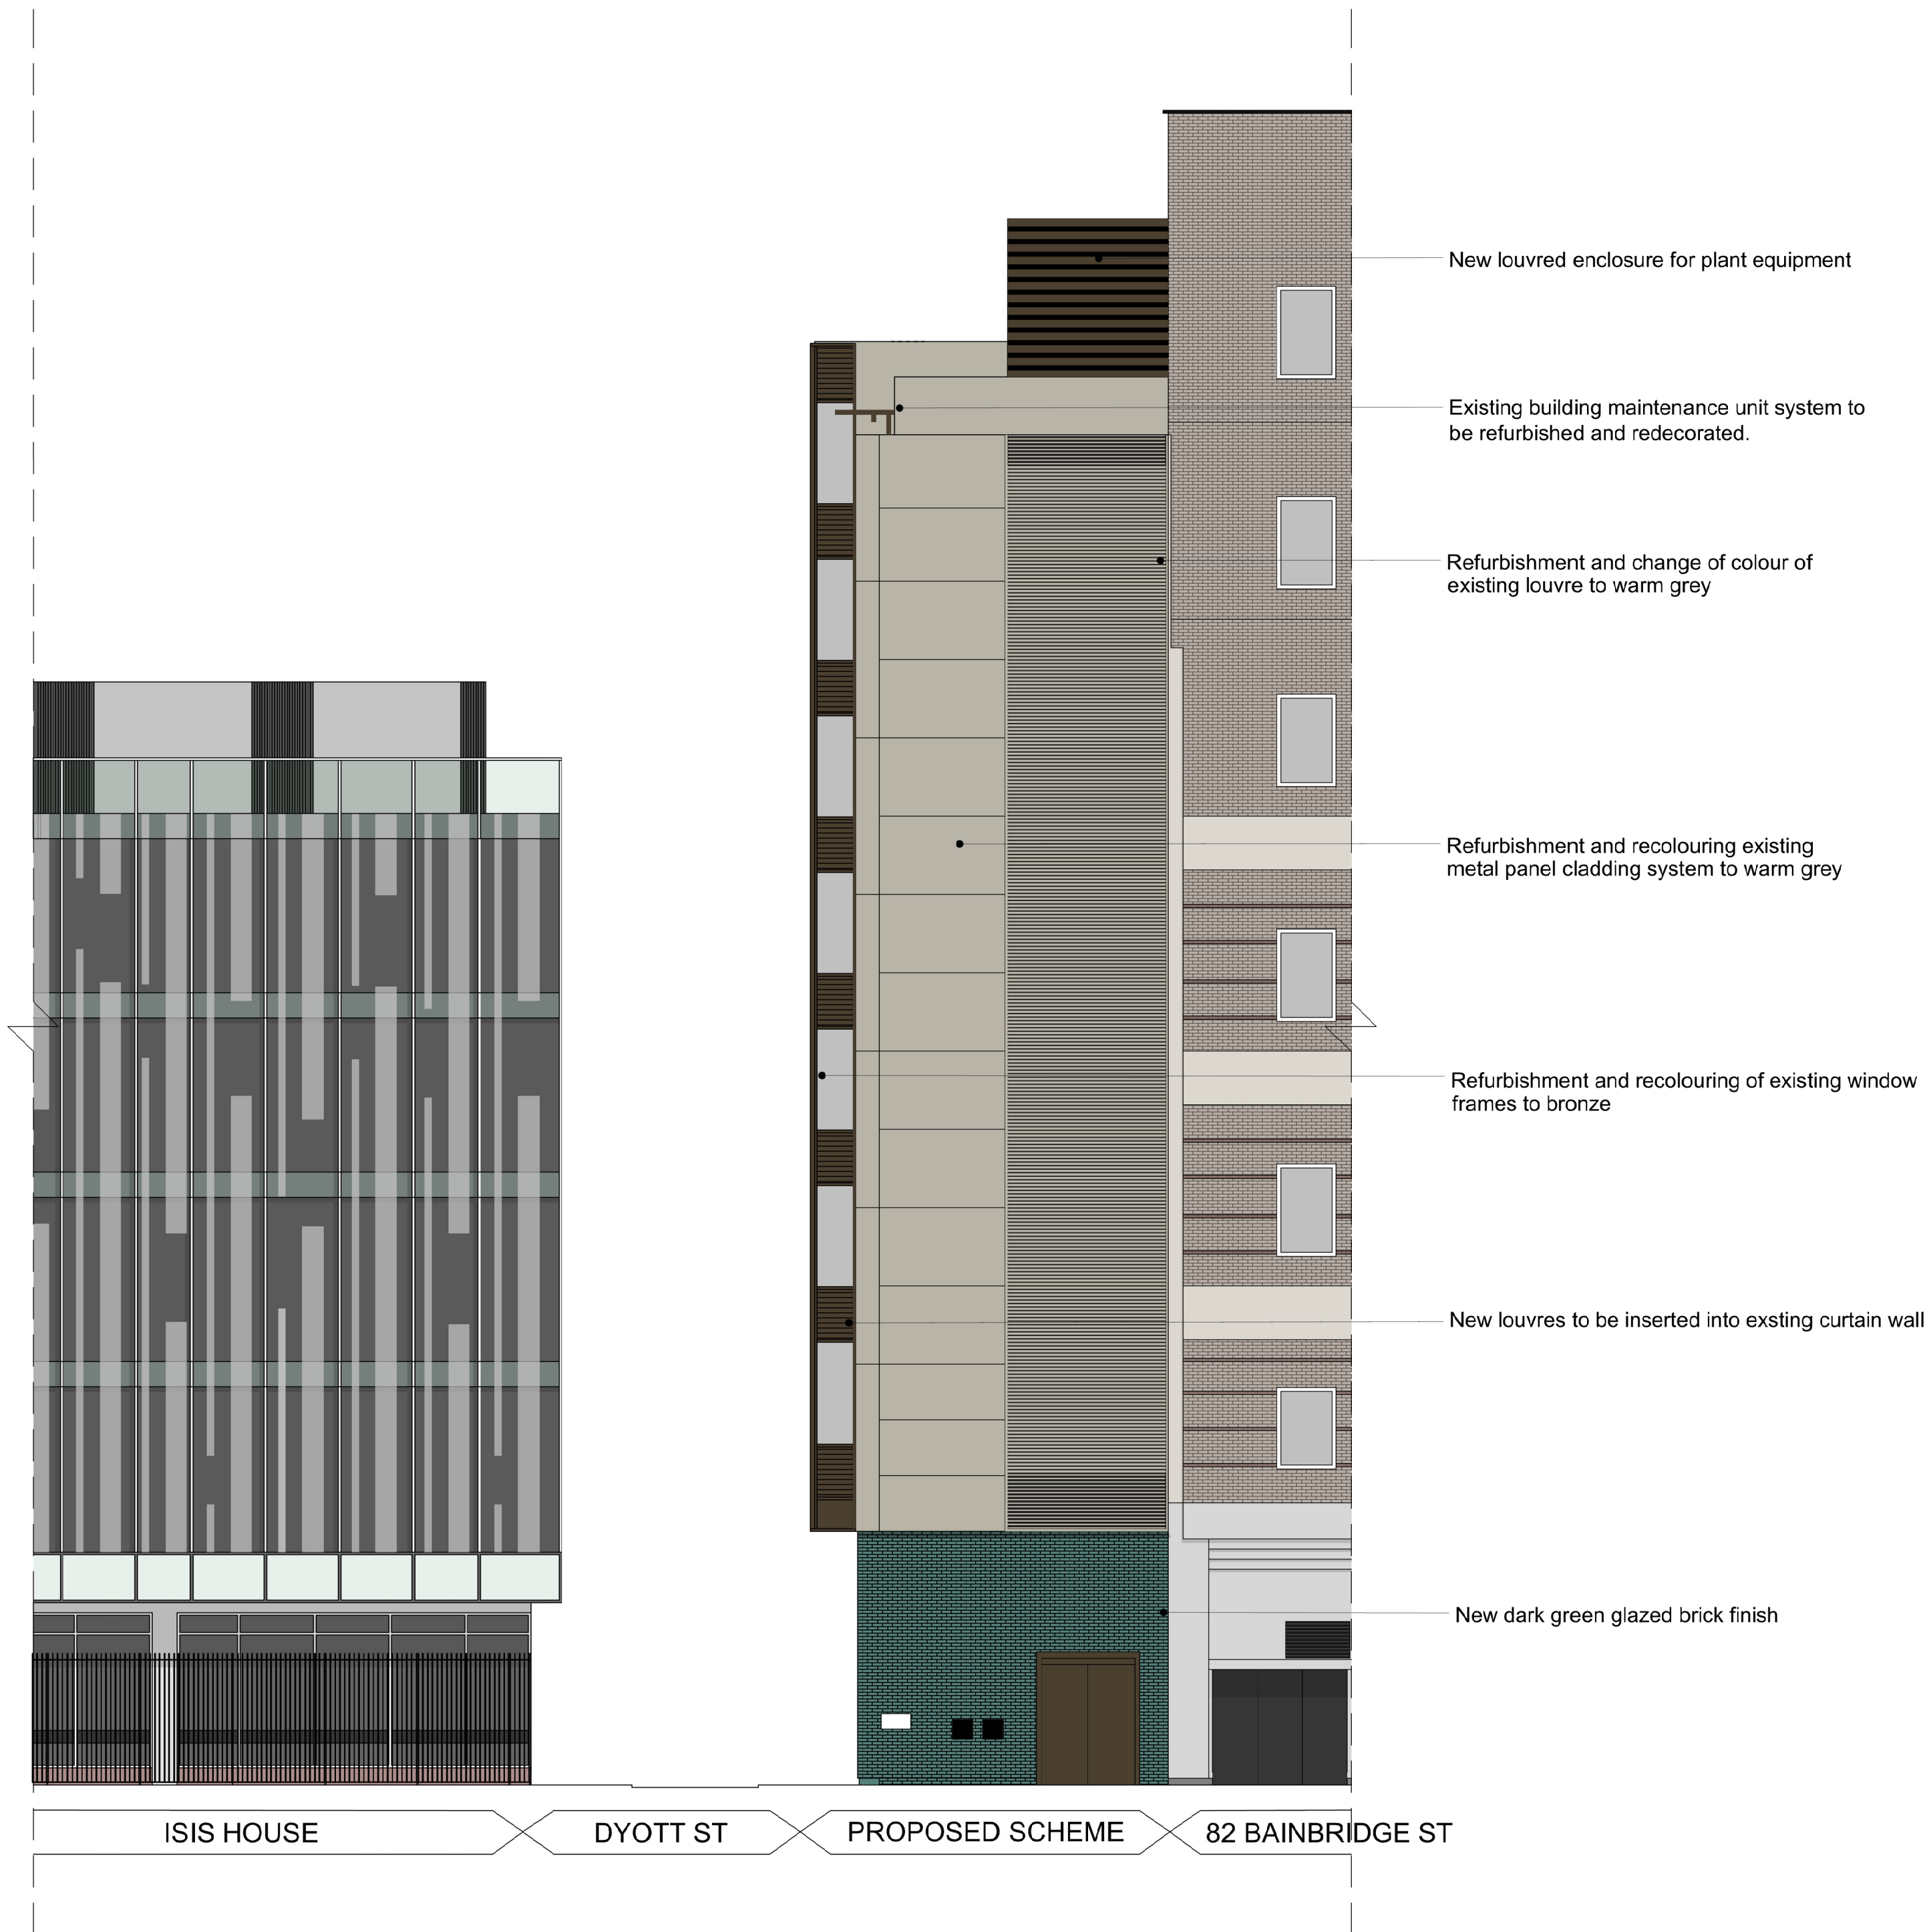 New louvred enclosure for plant equipment
Existing building maintenance unit system to
be refurbished and redecorated.
Refurbishment and change of colour of
existing louvre to warm grey
Refurbishment and recolouring existing
metal panel cladding system to warm grey
Refurbishment and recolouring of existing window
frames to bronze
New louvres to be inserted into exsting curtain wall
New dark green glazed brick finish
ISIS HOUSE
DYOTT ST
PROPOSED SCHEME
82 BAINBRIDGE ST